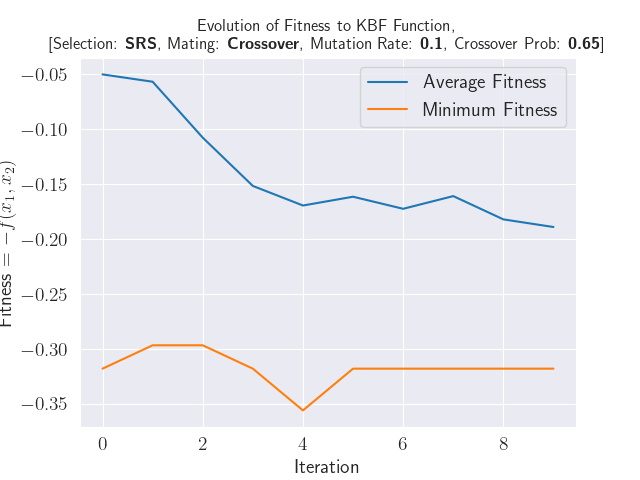 Evolution of Fitness to KBF Function,
[Selection: SRS, Mating: Crossover, Mutation Rate: 0.1, Crossover Prob: 0.65]
Average Fitness
Minimum Fitness
Fitness = −f(x₁, x₂)
−0.05
−0.10
−0.15
−0.20
−0.25
−0.30
−0.35
0 2 4 6 8
Iteration